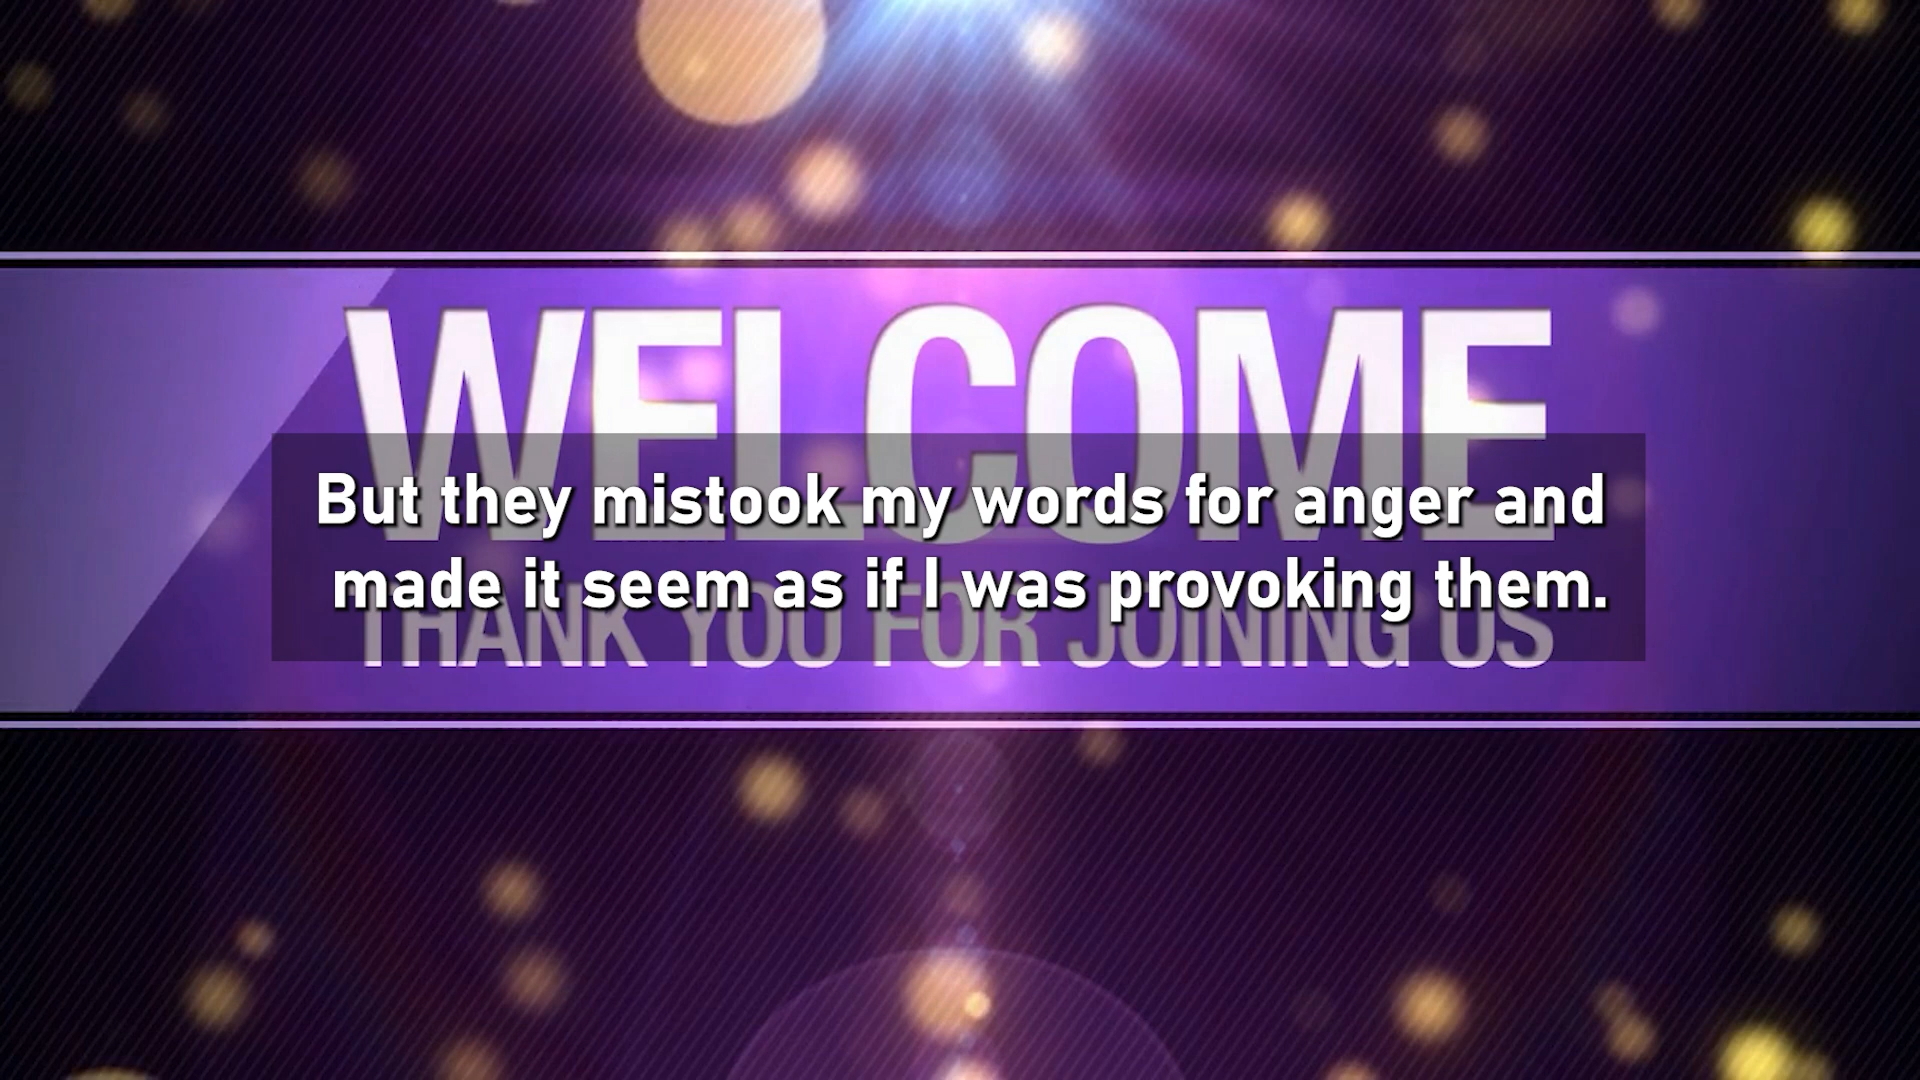 WELCOME
But they mistook my words for anger and
made it seem as if I was provoking them.
THANK YOU FOR JOINING US